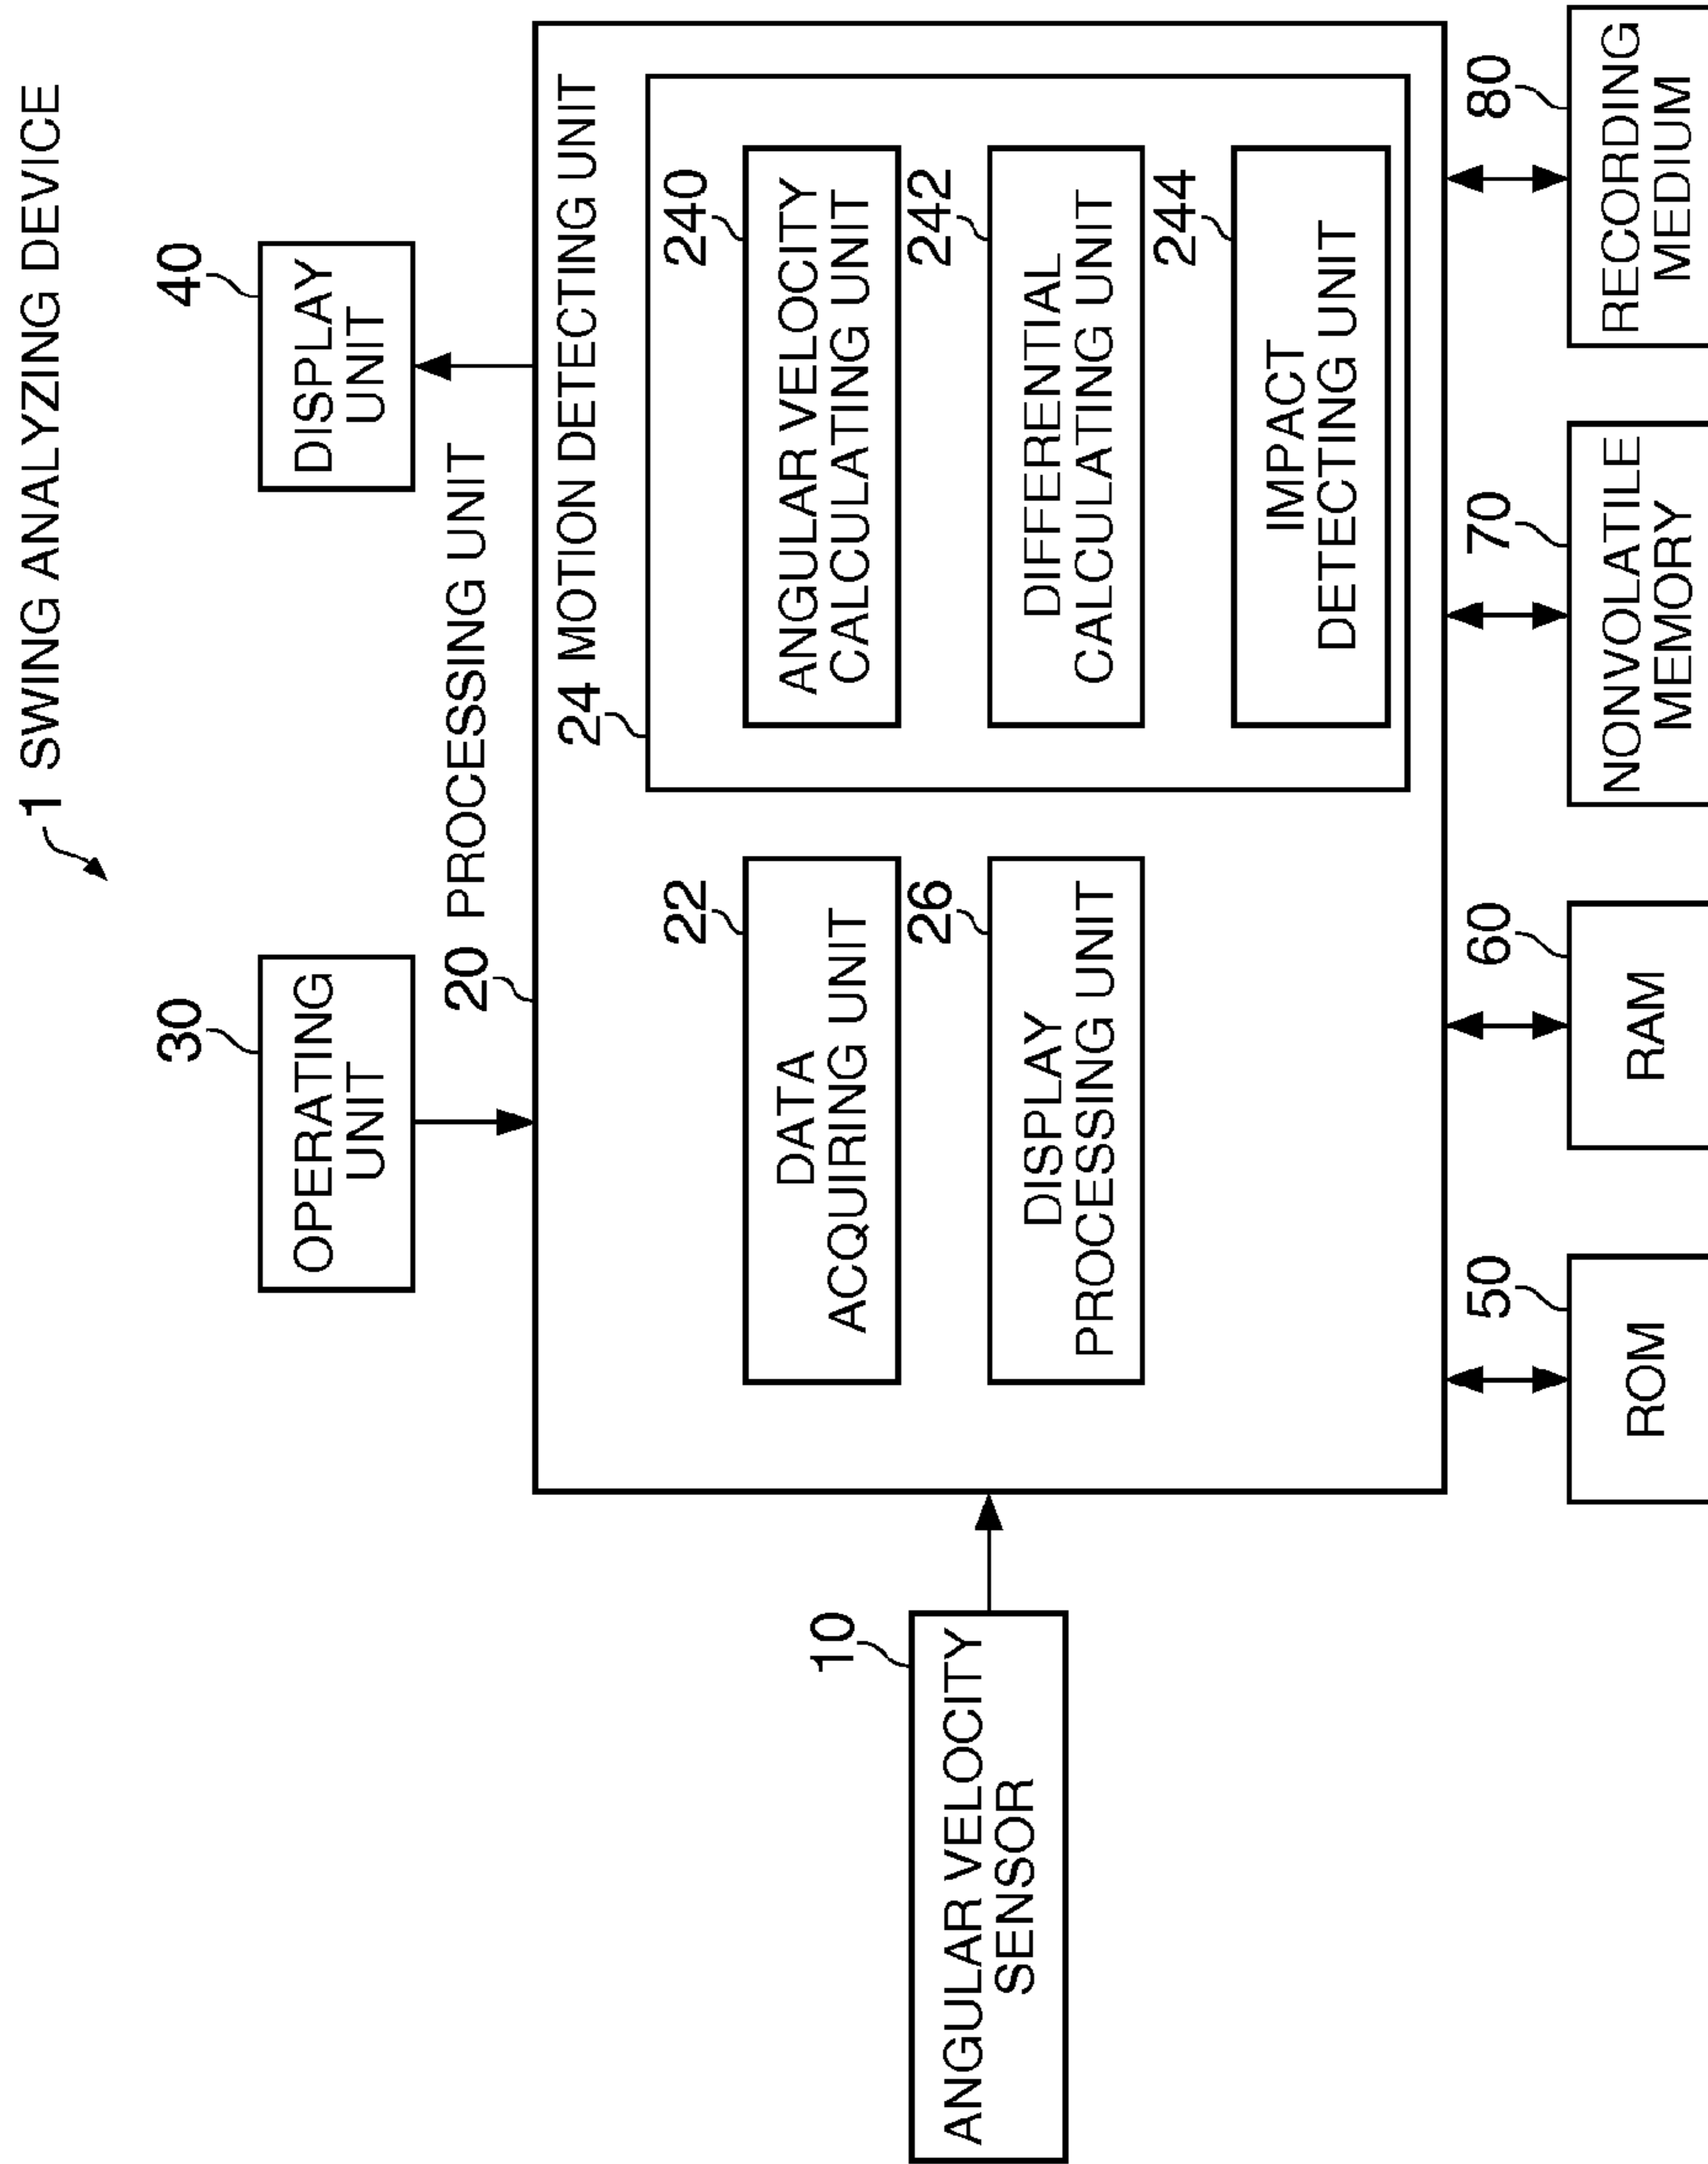 1 SWING ANALYZING DEVICE
30
OPERATING
UNIT
40
DISPLAY
UNIT
20 PROCESSING UNIT
24 MOTION DETECTING UNIT
22
DATA
ACQUIRING UNIT
26
DISPLAY
PROCESSING UNIT
240
ANGULAR VELOCITY
CALCULATING UNIT
242
DIFFERENTIAL
CALCULATING UNIT
244
IMPACT
DETECTING UNIT
10
ANGULAR VELOCITY
SENSOR
50
ROM
60
RAM
70
NONVOLATILE
MEMORY
80
RECORDING
MEDIUM